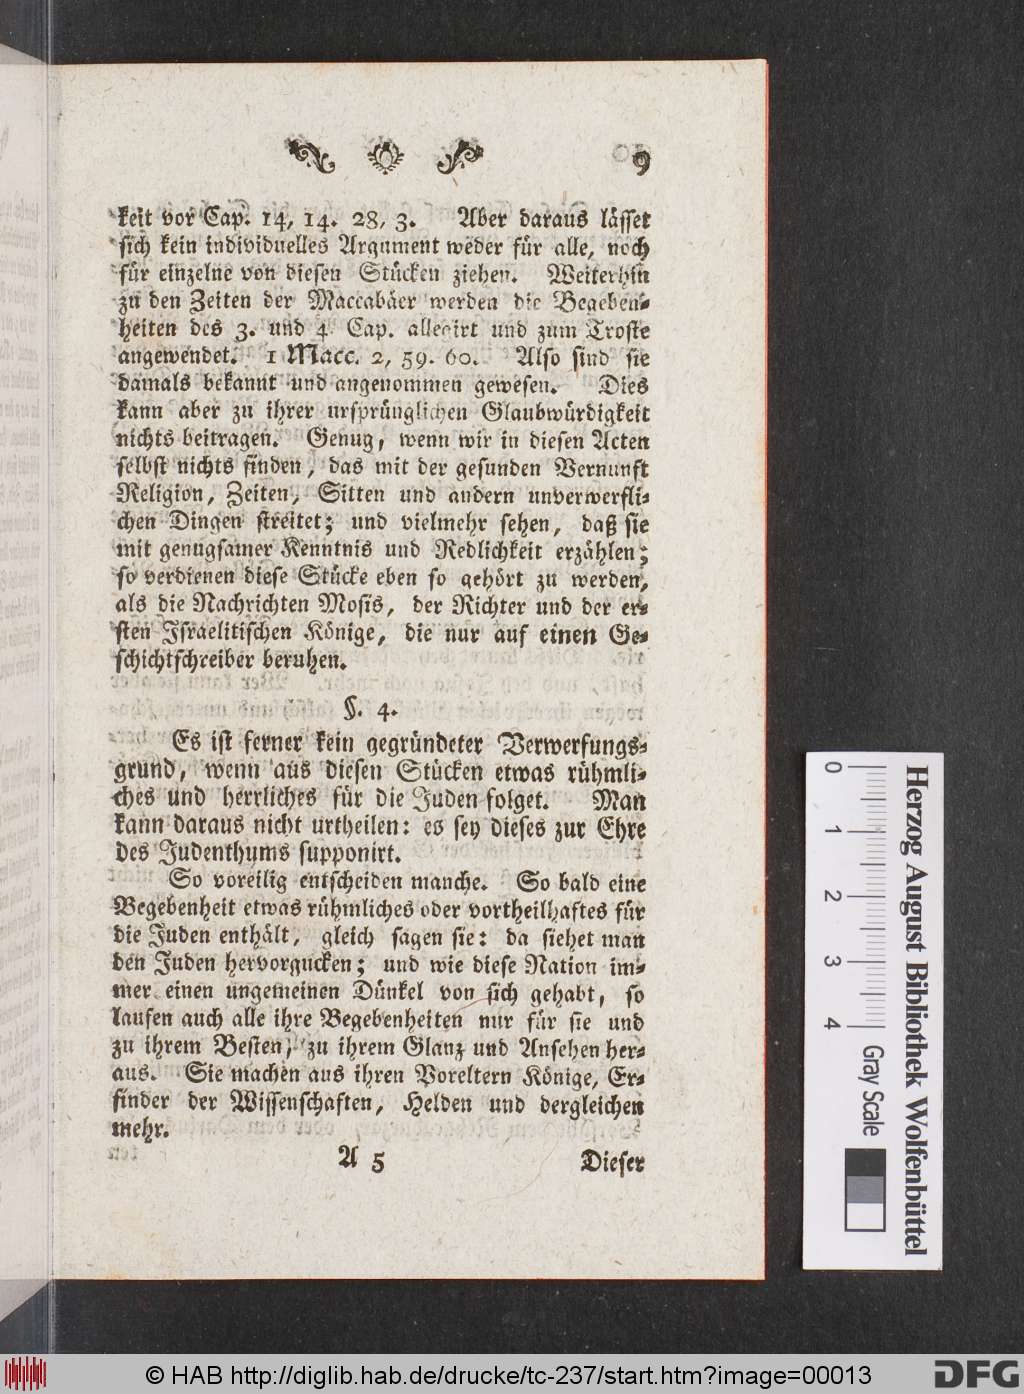 9
keit vor Cap. 14, 14. 28, 3. Aber daraus lässet
sich kein individuelles Argument weder für alle, noch
für einzelne von diesen Stücken ziehen. Weiterhin
zu den Zeiten der Maccabäer werden die Begeben-
heiten des 3. und 4. Cap. allegirt und zum Troste
angewendet. 1 Macc. 2, 59. 60. Also sind sie
damals bekannt und angenommen gewesen. Dies
kann aber zu ihrer ursprünglichen Glaubwürdigkeit
nichts beitragen. Genug, wenn wir in diesen Acten
selbst nichts finden, das mit der gesunden Vernunft
Religion, Zeiten, Sitten und andern unverwerfli-
chen Dingen streitet; und vielmehr sehen, daß sie
mit genugsamer Kenntnis und Redlichkeit erzählen;
so verdienen diese Stücke eben so gehört zu werden,
als die Nachrichten Mosis, der Richter und der er-
sten Israelitischen Könige, die nur auf einen Ge-
schichtschreiber beruhen.
§. 4.
Es ist ferner kein gegründeter Verwerfungs-
grund, wenn aus diesen Stücken etwas rühmli-
ches und herrliches für die Juden folget. Man
kann daraus nicht urtheilen: es sey dieses zur Ehre
des Judenthums supponirt.
So voreilig entscheiden manche. So bald eine
Begebenheit etwas rühmliches oder vortheilhaftes für
die Juden enthält, gleich sagen sie: da siehet man
den Juden hervorgucken; und wie diese Nation im-
mer einen ungemeinen Dünkel von sich gehabt, so
laufen auch alle ihre Begebenheiten nur für sie und
zu ihrem Besten, zu ihrem Glanz und Ansehen her-
aus. Sie machen aus ihren Voreltern Könige, Er-
finder der Wissenschaften, Helden und dergleichen
mehr.
A 5 Dieser
0 1 2 3 4
Herzog August Bibliothek Wolfenbüttel
Gray Scale
© HAB http://diglib.hab.de/drucke/tc-237/start.htm?image=00013
DFG